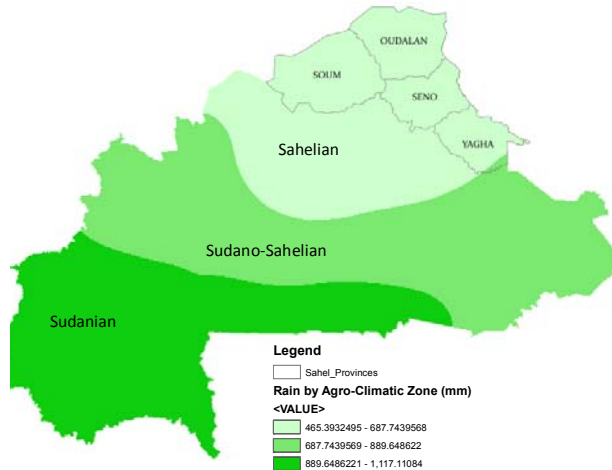 OUDALAN
SOUM
SENO
YAGHA
Sahelian
Sudano-Sahelian
Sudanian
Legend
Sahel_Provinces
Rain by Agro-Climatic Zone (mm)
<VALUE>
465.3932495 - 687.7439568
687.7439569 - 889.648622
889.6486221 - 1,117.11084